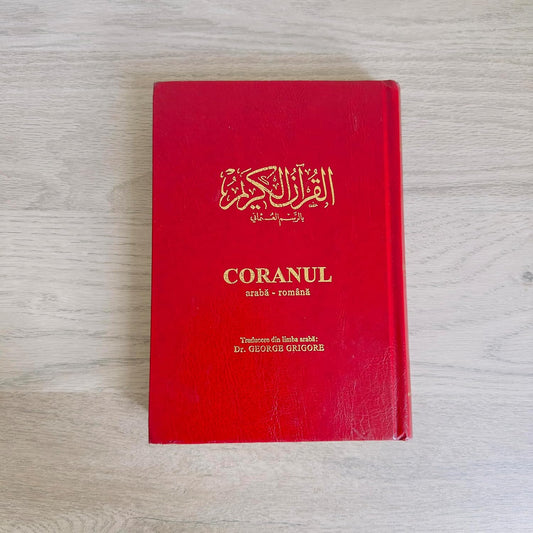 القرآن الكريم
بالرسم العثماني
CORANUL
arabă - română
Traducere din limba arabă:
Dr. GEORGE GRIGORE